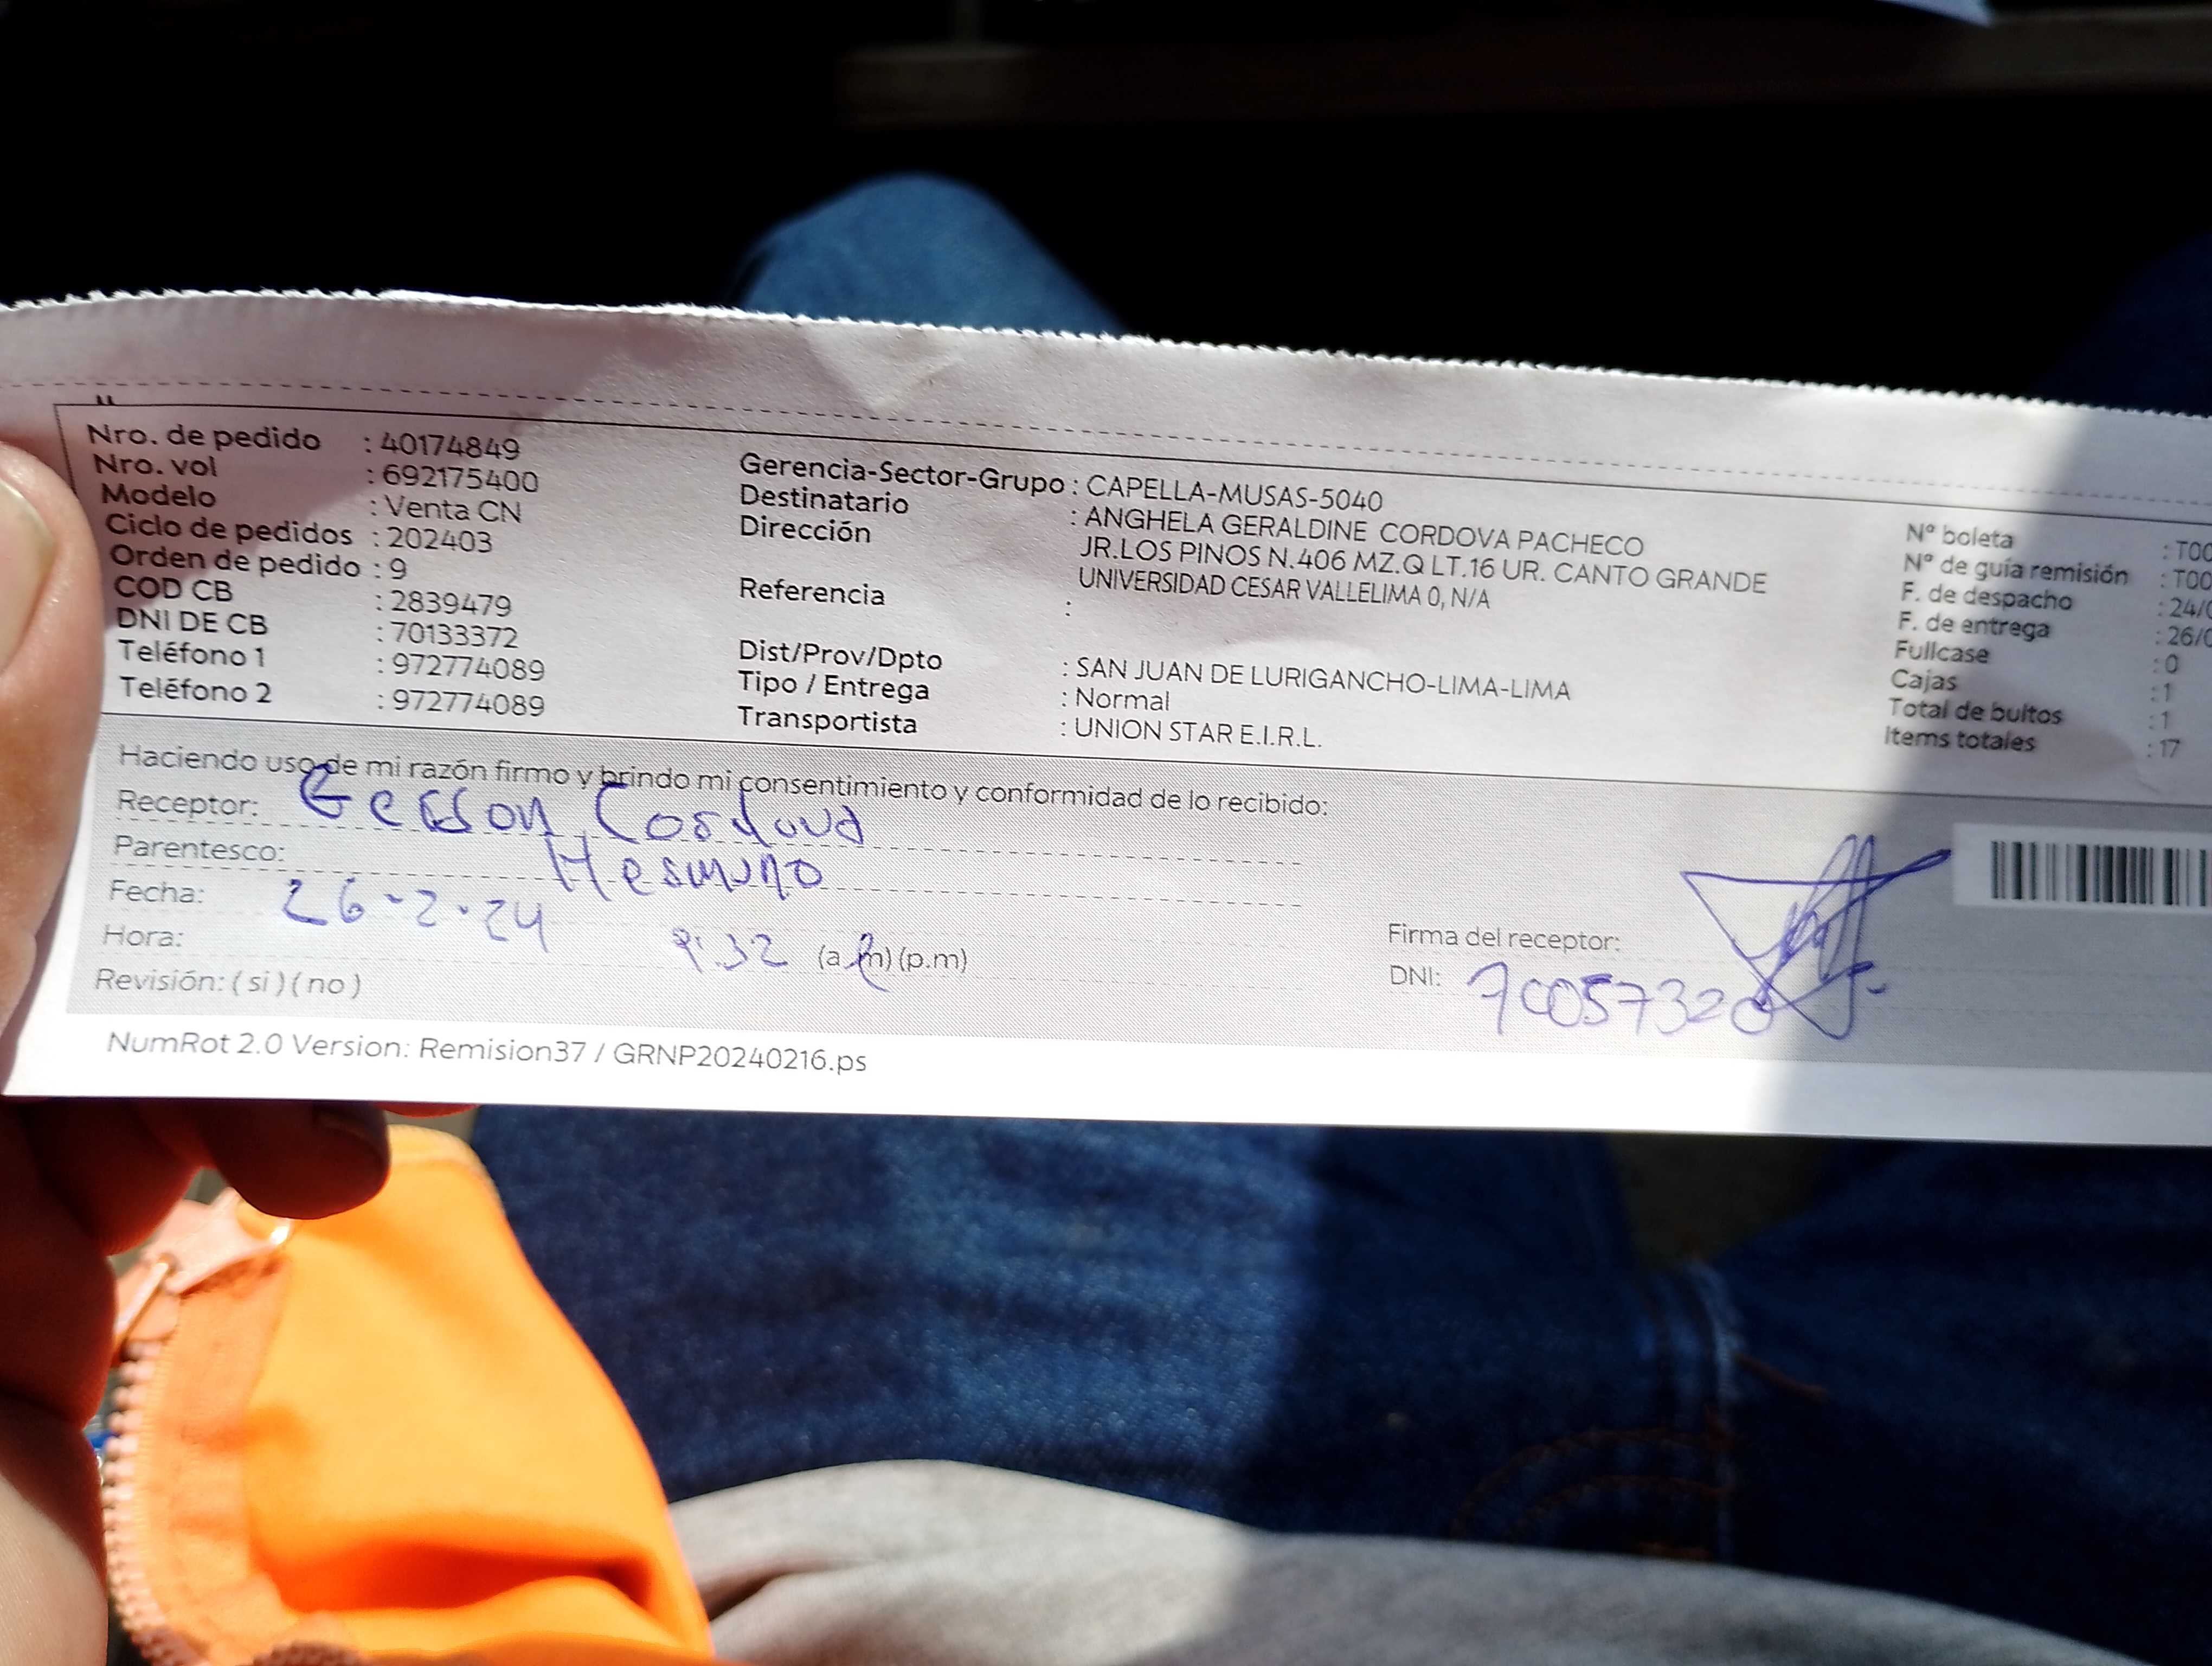 Nro. de pedido : 40174849
Nro. vol : 692175400
Modelo : Venta CN
Ciclo de pedidos : 202403
Orden de pedido : 9
COD CB : 2839479
DNI DE CB : 70133372
Teléfono 1 : 972774089
Teléfono 2 : 972774089
Gerencia-Sector-Grupo : CAPELLA-MUSAS-5040
Destinatario : ANGHELA GERALDINE CORDOVA PACHECO
Dirección JR.LOS PINOS N.406 MZ.Q LT.16 UR. CANTO GRANDE
UNIVERSIDAD CESAR VALLELIMA 0, N/A
Referencia :
Dist/Prov/Dpto : SAN JUAN DE LURIGANCHO-LIMA-LIMA
Tipo / Entrega : Normal
Transportista : UNION STAR E.I.R.L.
Nº boleta : T00
Nº de guía remisión : T00
F. de despacho : 24/0
F. de entrega : 26/0
Fullcase : 0
Cajas : 1
Total de bultos : 1
Items totales : 17
Haciendo uso de mi razón firmo y brindo mi consentimiento y conformidad de lo recibido:
Receptor: Gerson Cordova
Parentesco: Hermano
Fecha: 26-2-24
Hora: 9:32 (a.m) (p.m)
Revisión: ( si ) ( no )
Firma del receptor:
DNI: 70057320
NumRot 2.0 Version: Remision37 / GRNP20240216.ps